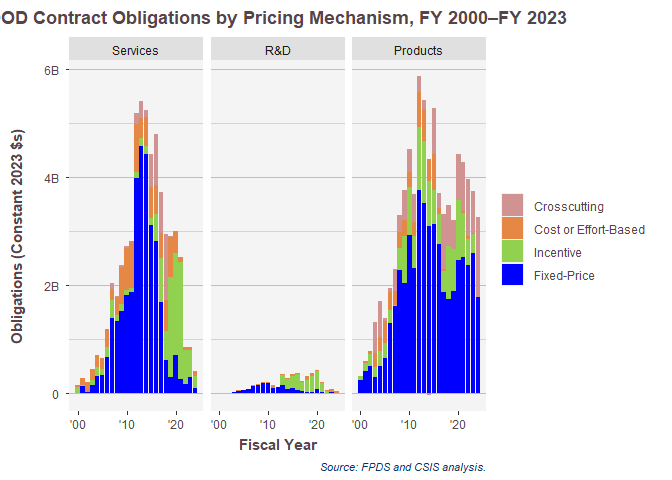 OD Contract Obligations by Pricing Mechanism, FY 2000–FY 2023
Services
R&D
Products
6B
4B
2B
0
Obligations (Constant 2023 $s)
'00 '10 '20
'00 '10 '20
'00 '10 '20
Fiscal Year
Crosscutting
Cost or Effort-Based
Incentive
Fixed-Price
Source: FPDS and CSIS analysis.